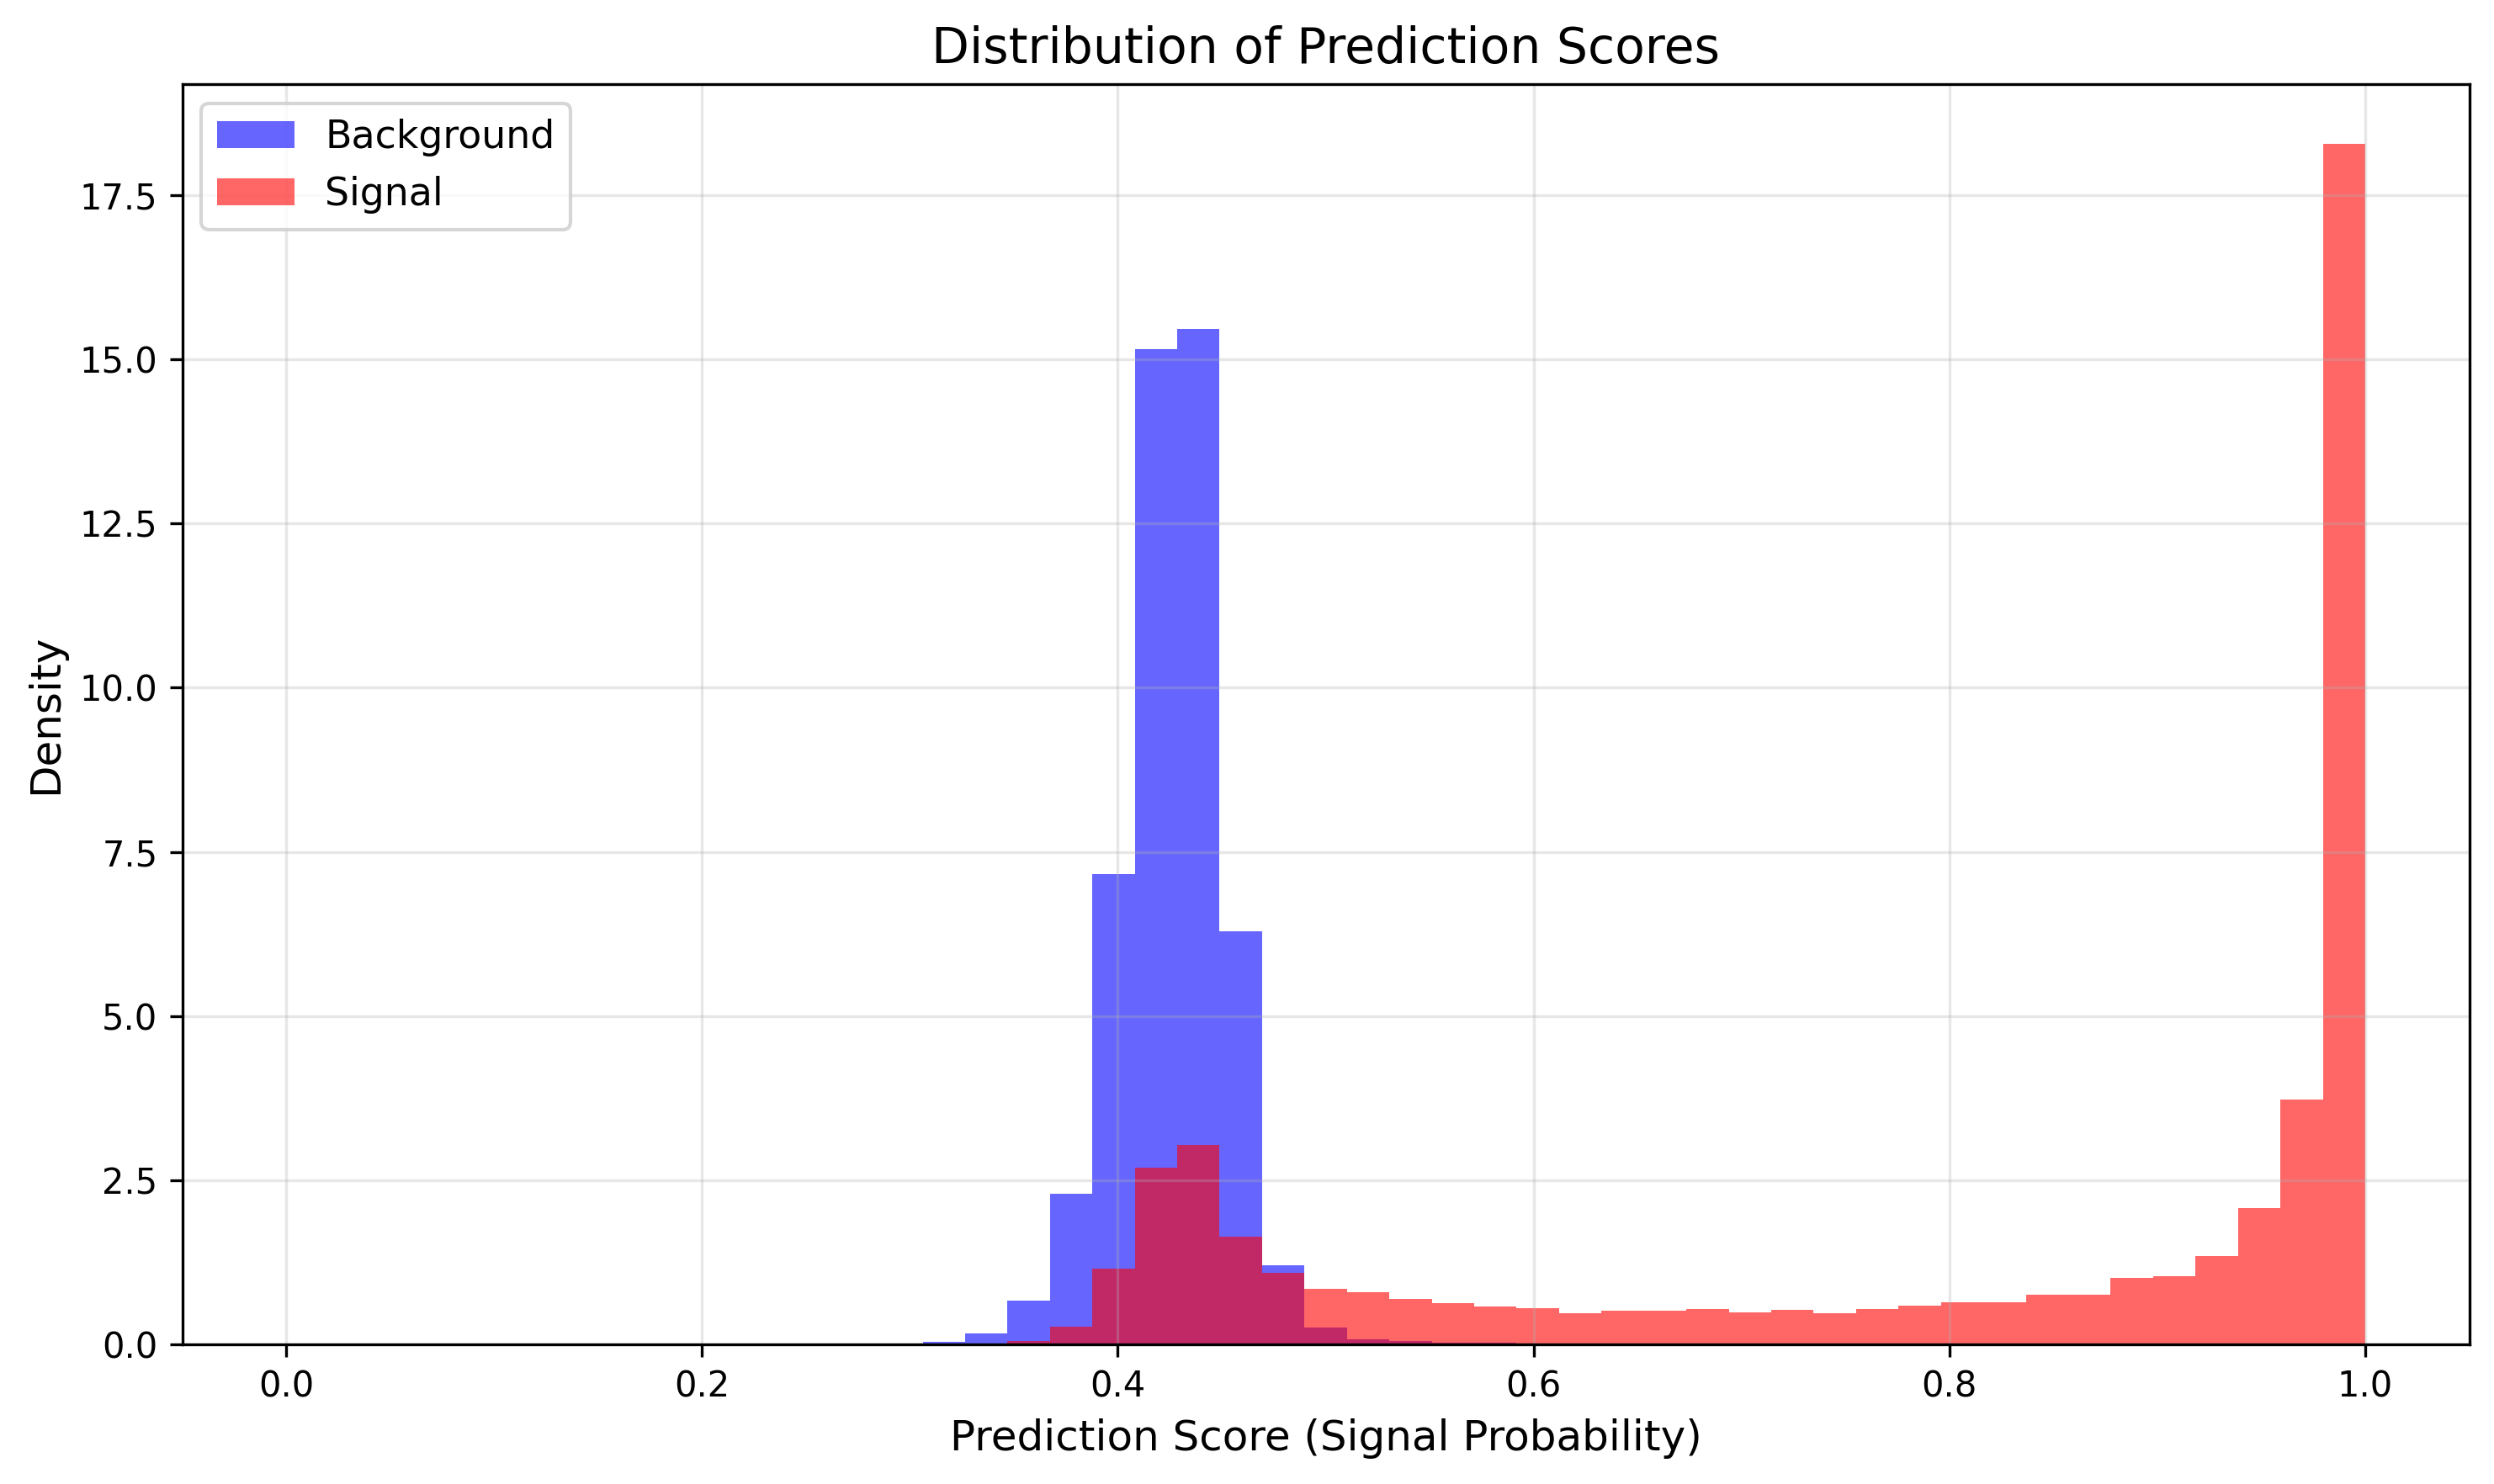 Distribution of Prediction Scores
Background
Signal
17.5
15.0
12.5
10.0
7.5
5.0
2.5
0.0
Density
0.0 0.2 0.4 0.6 0.8 1.0
Prediction Score (Signal Probability)